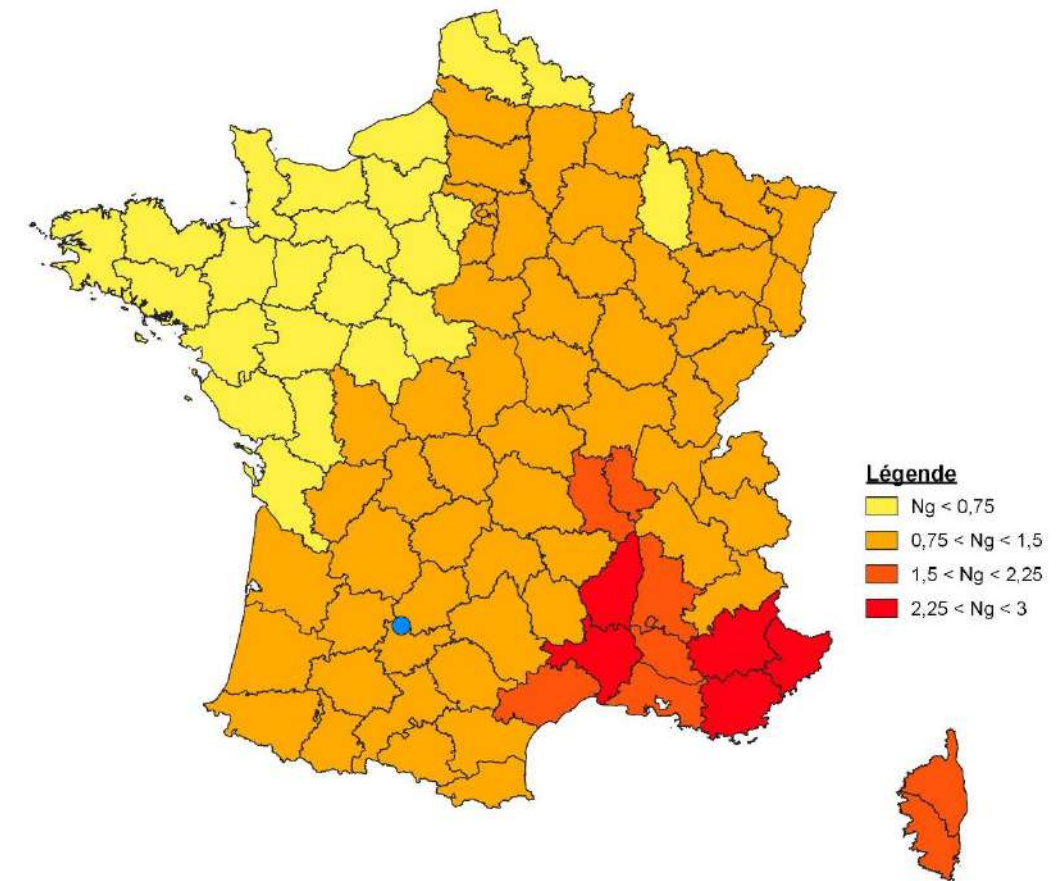 Légende
Ng < 0,75
0,75 < Ng < 1,5
1,5 < Ng < 2,25
2,25 < Ng < 3